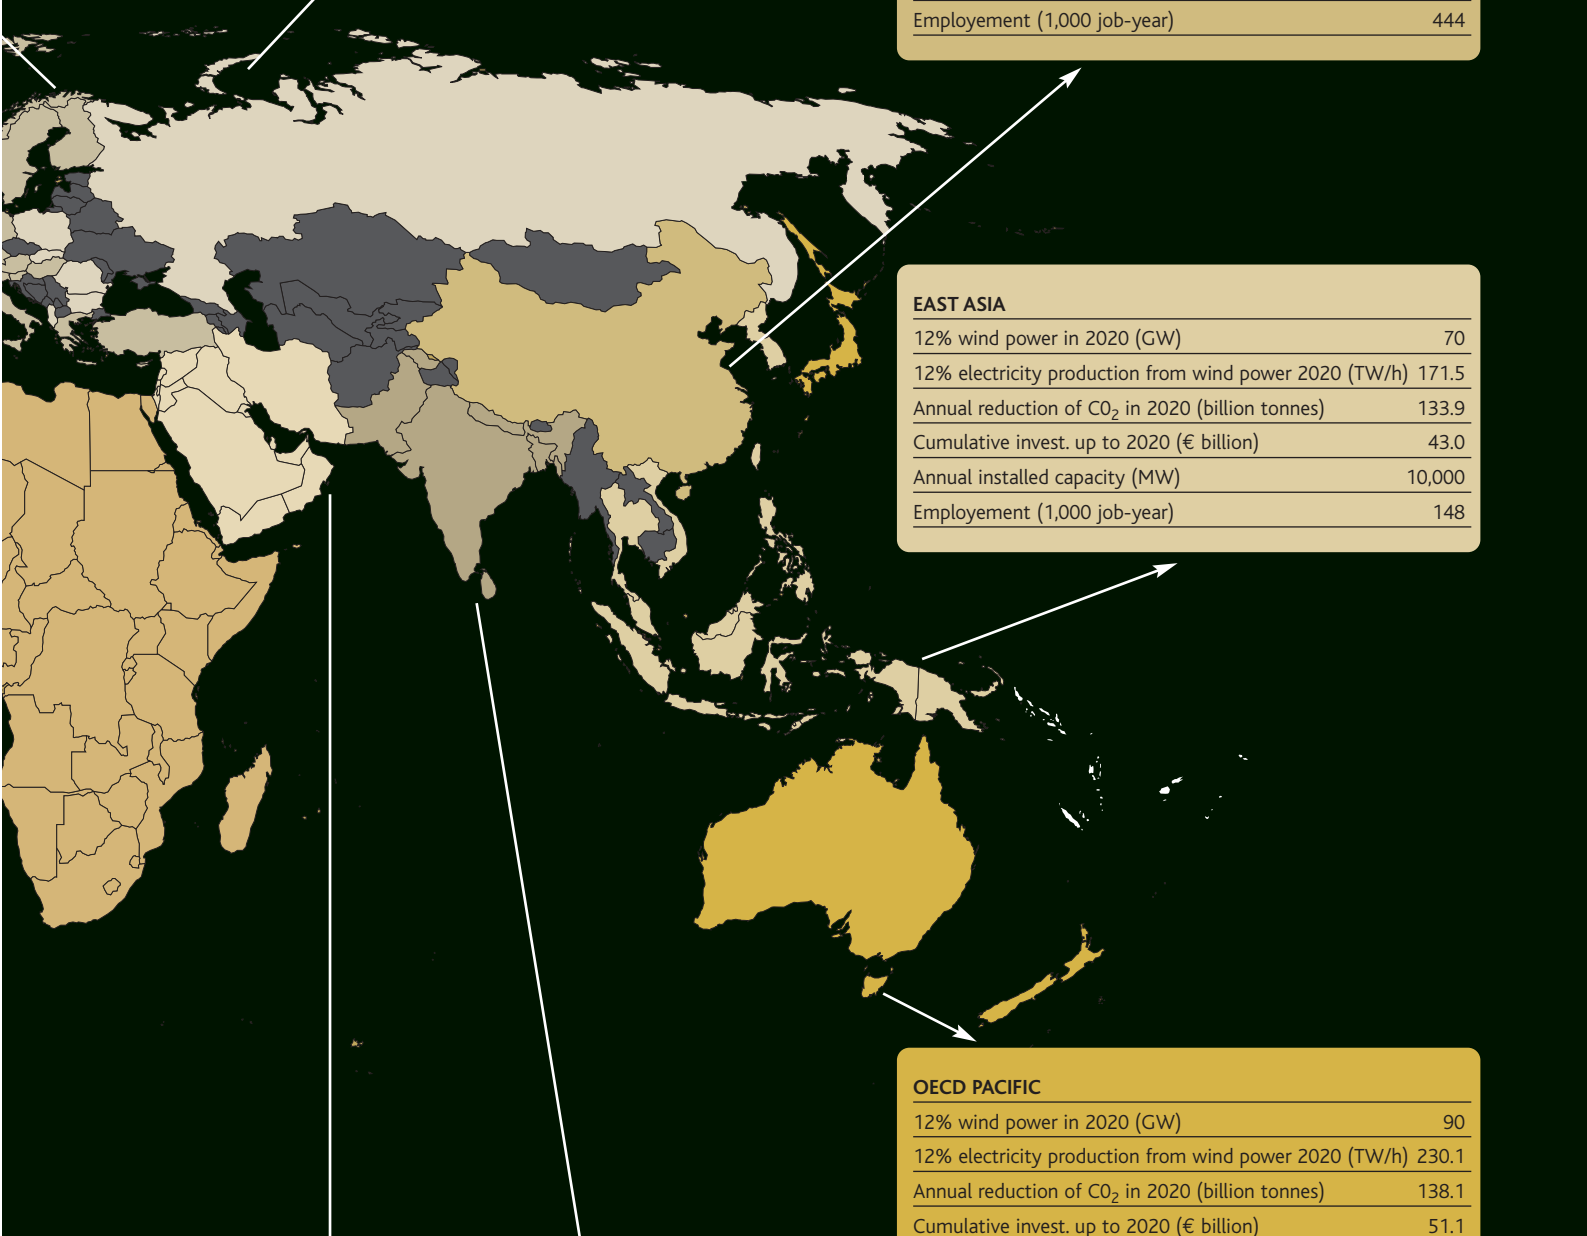 Employement (1,000 job-year) 444
EAST ASIA
12% wind power in 2020 (GW) 70
12% electricity production from wind power 2020 (TW/h) 171.5
Annual reduction of C0₂ in 2020 (billion tonnes) 133.9
Cumulative invest. up to 2020 (€ billion) 43.0
Annual installed capacity (MW) 10,000
Employement (1,000 job-year) 148
OECD PACIFIC
12% wind power in 2020 (GW) 90
12% electricity production from wind power 2020 (TW/h) 230.1
Annual reduction of C0₂ in 2020 (billion tonnes) 138.1
Cumulative invest. up to 2020 (€ billion) 51.1